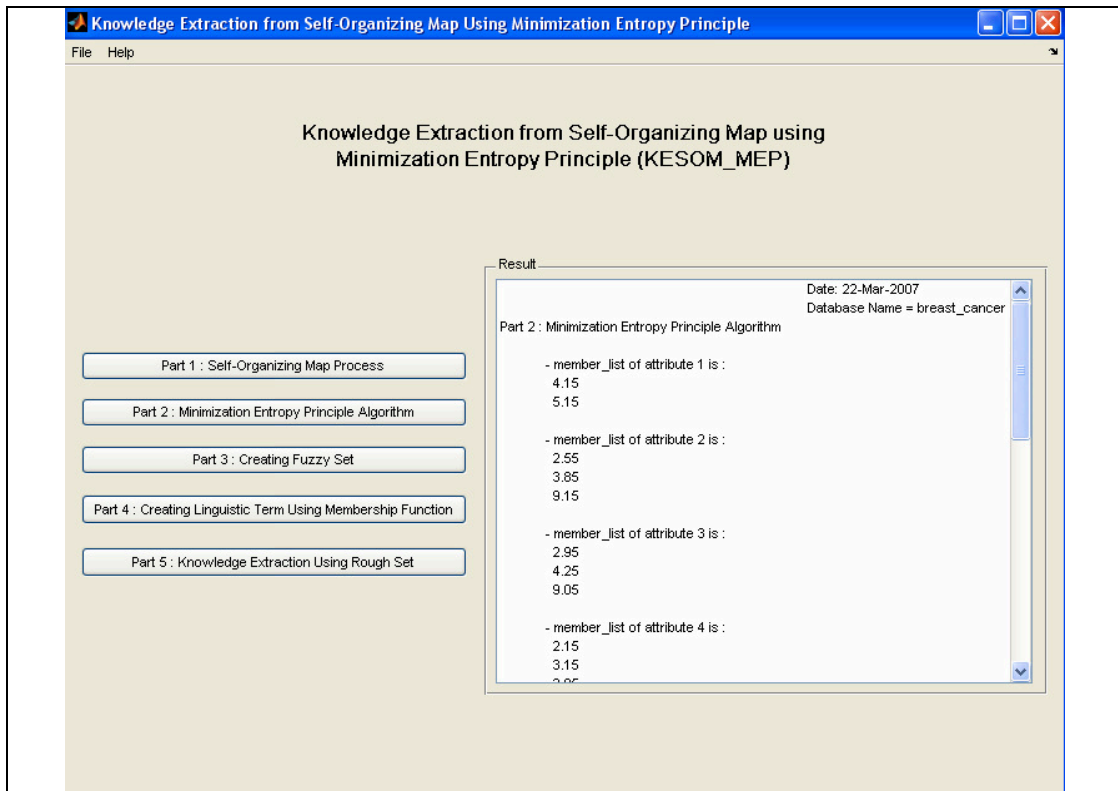 Knowledge Extraction from Self-Organizing Map Using Minimization Entropy Principle
File Help
Knowledge Extraction from Self-Organizing Map using
Minimization Entropy Principle (KESOM_MEP)
Part 1 : Self-Organizing Map Process
Part 2 : Minimization Entropy Principle Algorithm
Part 3 : Creating Fuzzy Set
Part 4 : Creating Linguistic Term Using Membership Function
Part 5 : Knowledge Extraction Using Rough Set
Result
Date: 22-Mar-2007
Database Name = breast_cancer
Part 2 : Minimization Entropy Principle Algorithm
- member_list of attribute 1 is :
4.15
5.15
- member_list of attribute 2 is :
2.55
3.85
9.15
- member_list of attribute 3 is :
2.95
4.25
9.05
- member_list of attribute 4 is :
2.15
3.15